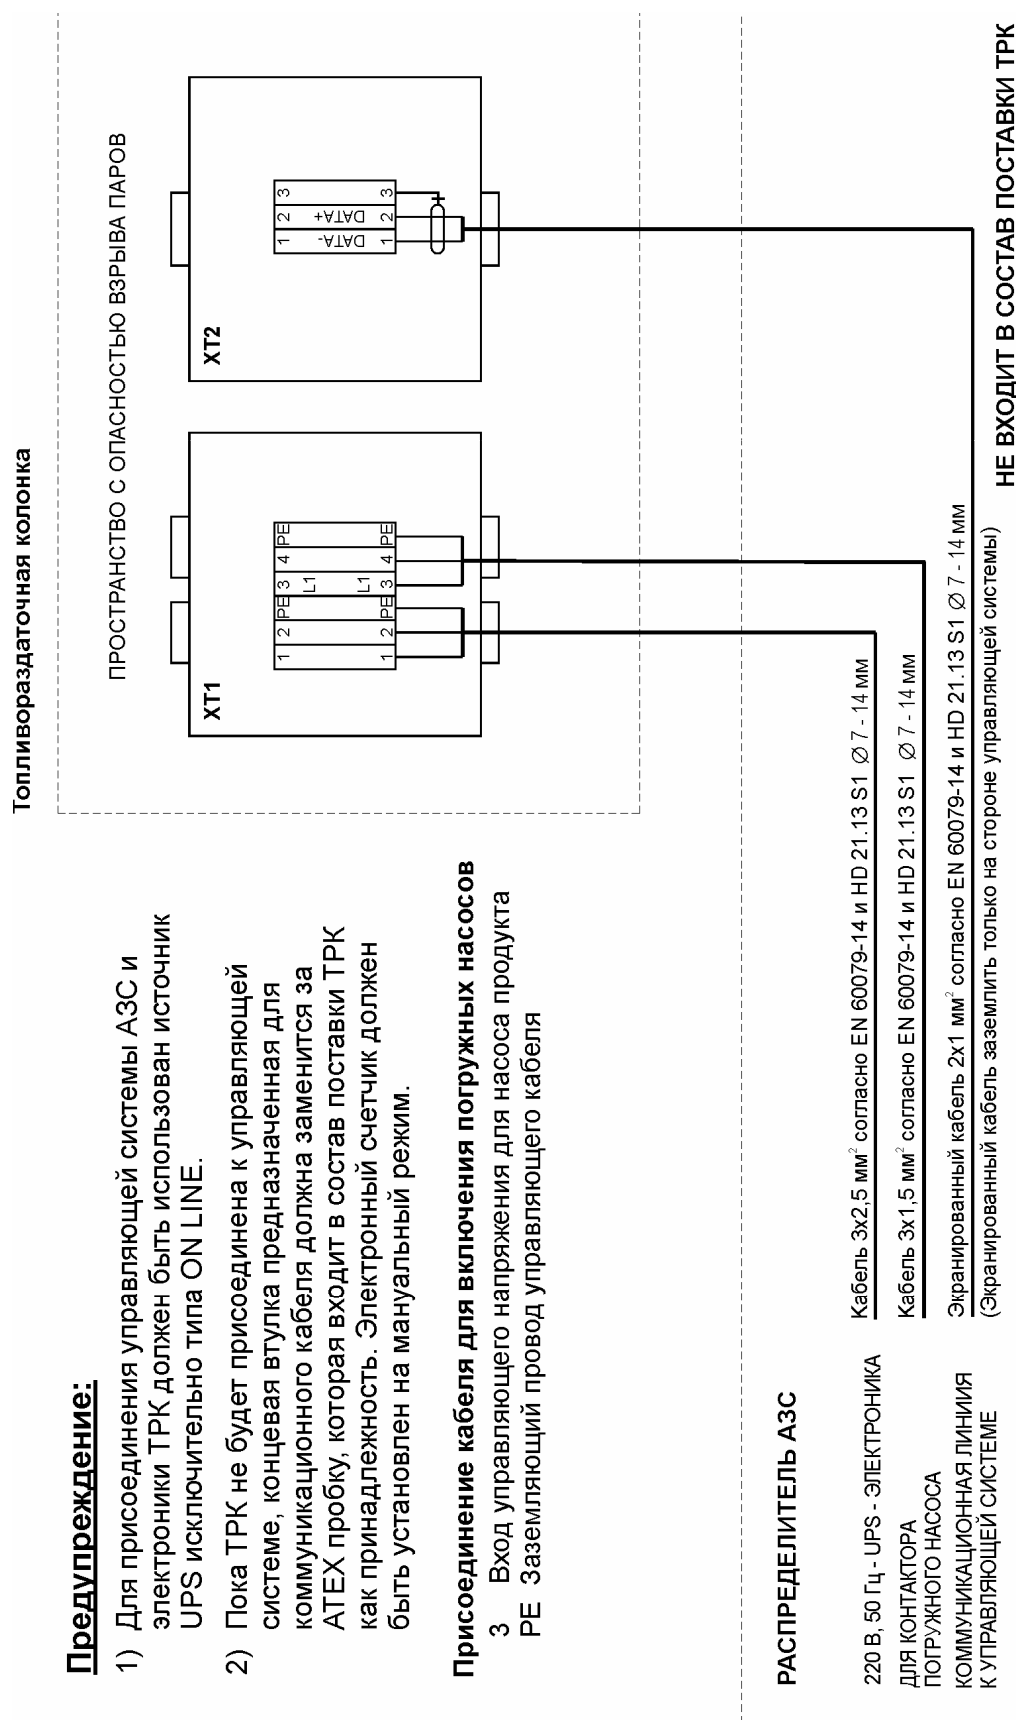 Предупреждение:
1) Для присоединения управляющей системы АЗС и
электроники ТРК должен быть использован источник
UPS исключительно типа ON LINE.
2) Пока ТРК не будет присоединена к управляющей
системе, концевая втулка предназначенная для
коммуникационного кабеля должна заменится за
АТЕХ пробку, которая входит в состав поставки ТРК
как принадлежность. Электронный счетчик должен
быть установлен на мануальный режим.
Присоединение кабеля для включения погружных насосов
3 Вход управляющего напряжения для насоса продукта
PE Заземляющий провод управляющего кабеля
Топливораздаточная колонка
ПРОСТРАНСТВО С ОПАСНОСТЬЮ ВЗРЫВА ПАРОВ
XT1
1 2 PE 3 4 PE
L1
L1
1 2 PE 3 4 PE
XT2
1 2 3
DATA- DATA+
1 2 3
РАСПРЕДЕЛИТЕЛЬ АЗС
220 В, 50 Гц - UPS - ЭЛЕКТРОНИКА
Кабель 3x2,5 мм² согласно EN 60079-14 и HD 21.13 S1 ∅ 7 - 14 мм
ДЛЯ КОНТАКТОРА
ПОГРУЖНОГО НАСОСА
Кабель 3x1,5 мм² согласно EN 60079-14 и HD 21.13 S1 ∅ 7 - 14 мм
КОММУНИКАЦИОННАЯ ЛИНИИЯ
К УПРАВЛЯЮЩЕЙ СИСТЕМЕ
Экранированный кабель 2x1 мм² согласно EN 60079-14 и HD 21.13 S1 ∅ 7 - 14 мм
(Экранированный кабель заземлить только на стороне управляющей системы)
НЕ ВХОДИТ В СОСТАВ ПОСТАВКИ ТРК